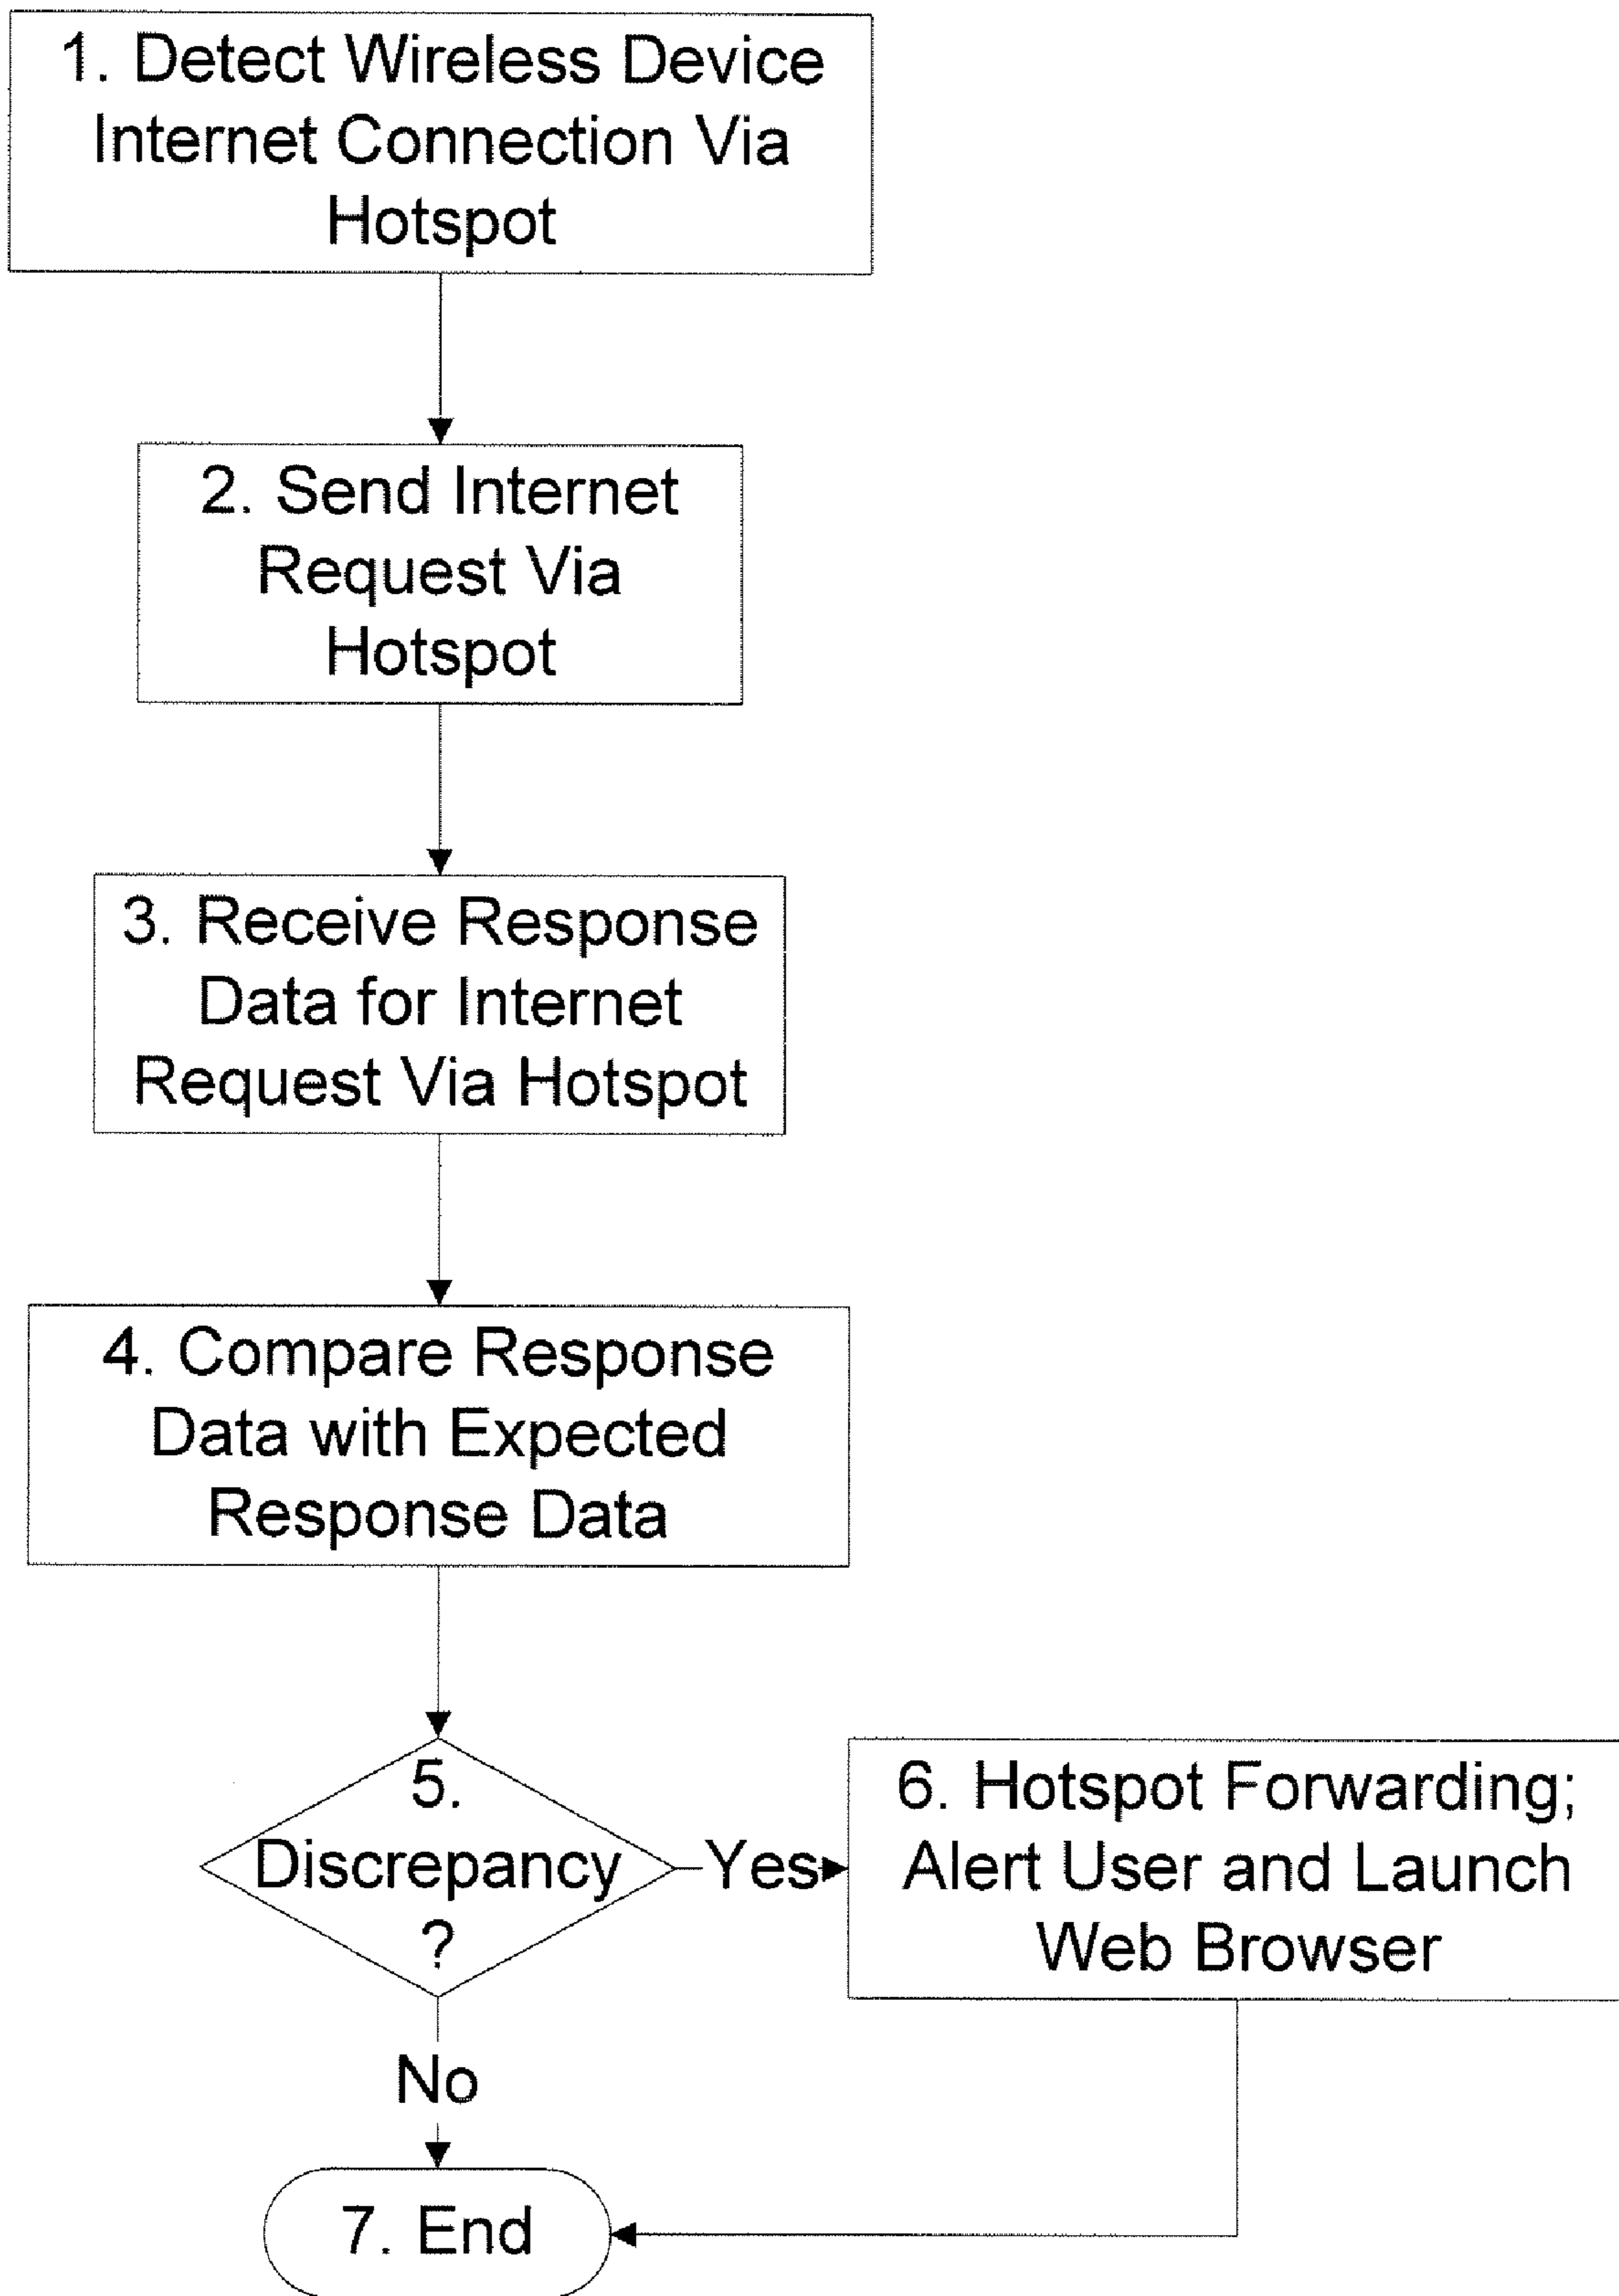 1. Detect Wireless Device
Internet Connection Via
Hotspot
2. Send Internet
Request Via
Hotspot
3. Receive Response
Data for Internet
Request Via Hotspot
4. Compare Response
Data with Expected
Response Data
5.
Discrepancy
?
Yes
6. Hotspot Forwarding;
Alert User and Launch
Web Browser
No
7. End